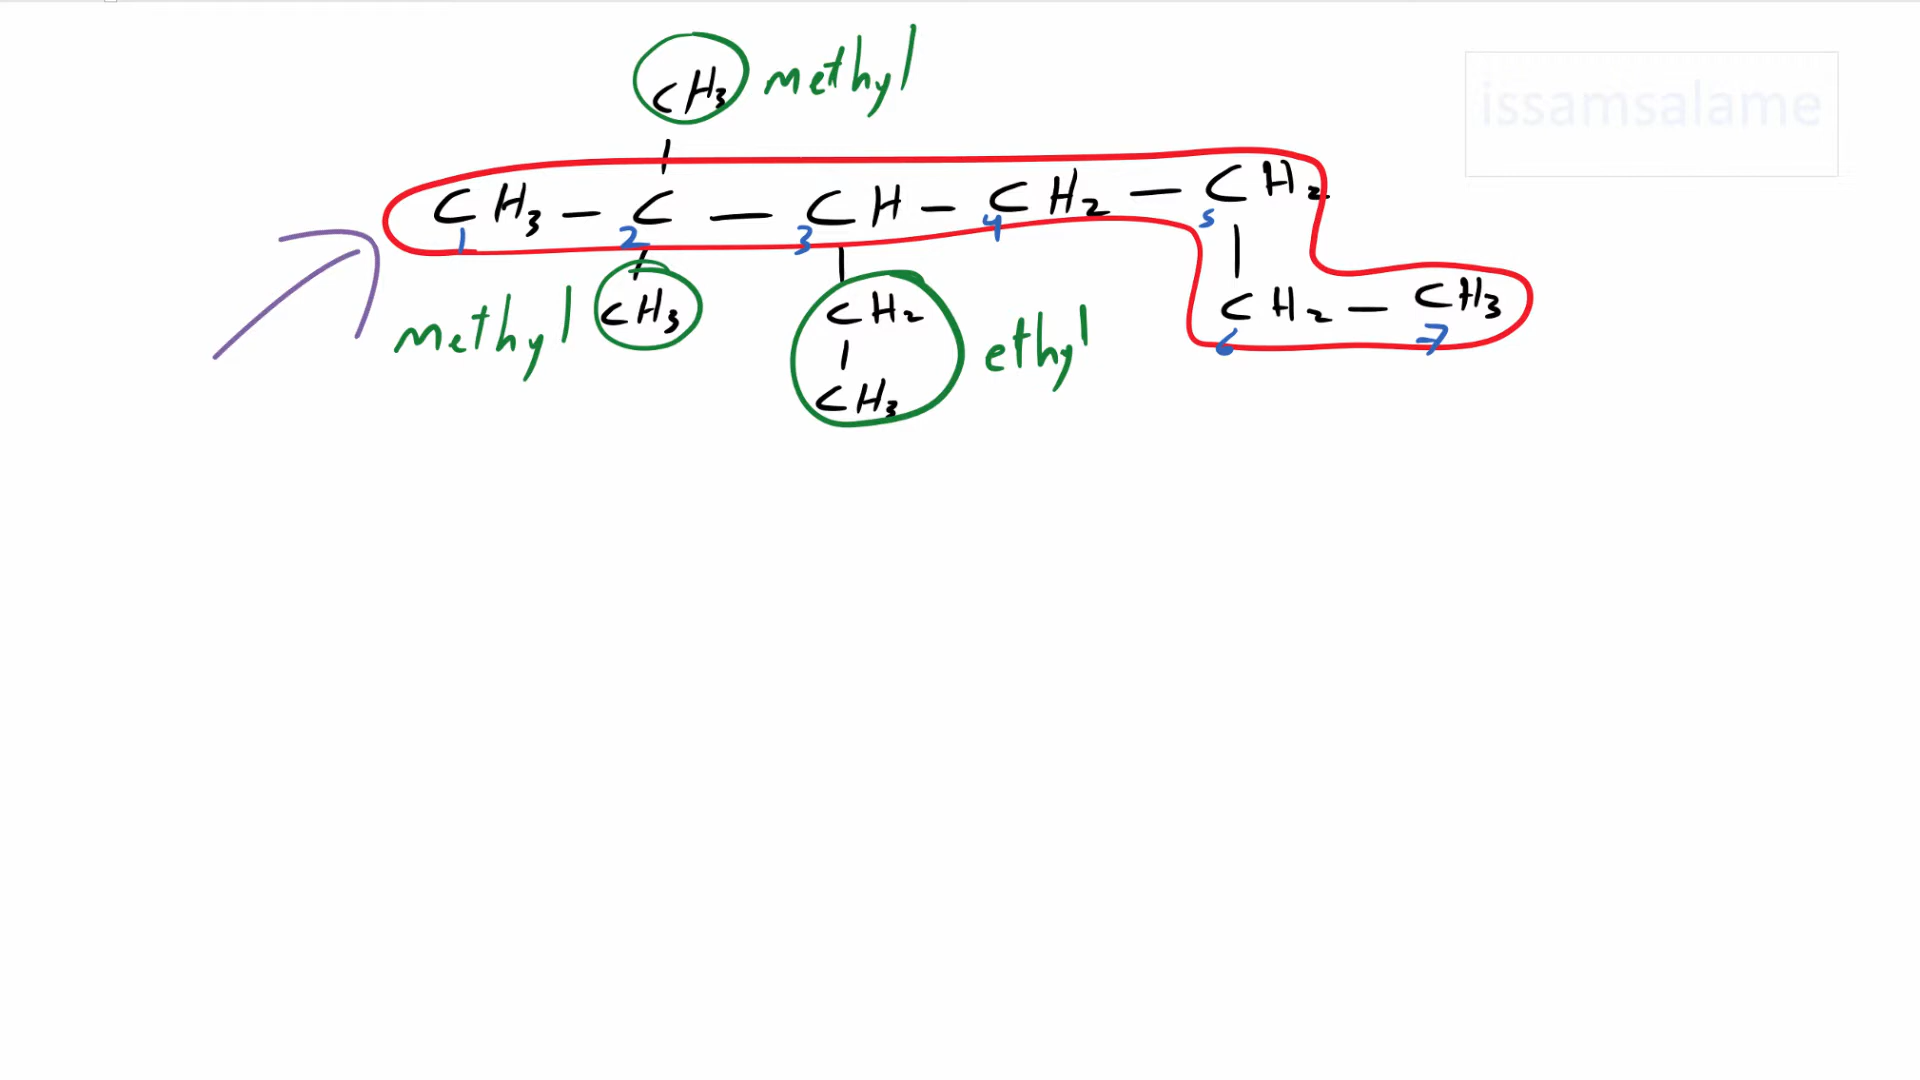 CH3 methyl
issamsalame
CH3 — C — CH — CH2 — CH2
1 2 3 4 5
methyl CH3 CH2 ethyl CH2 — CH3
6 7
CH3